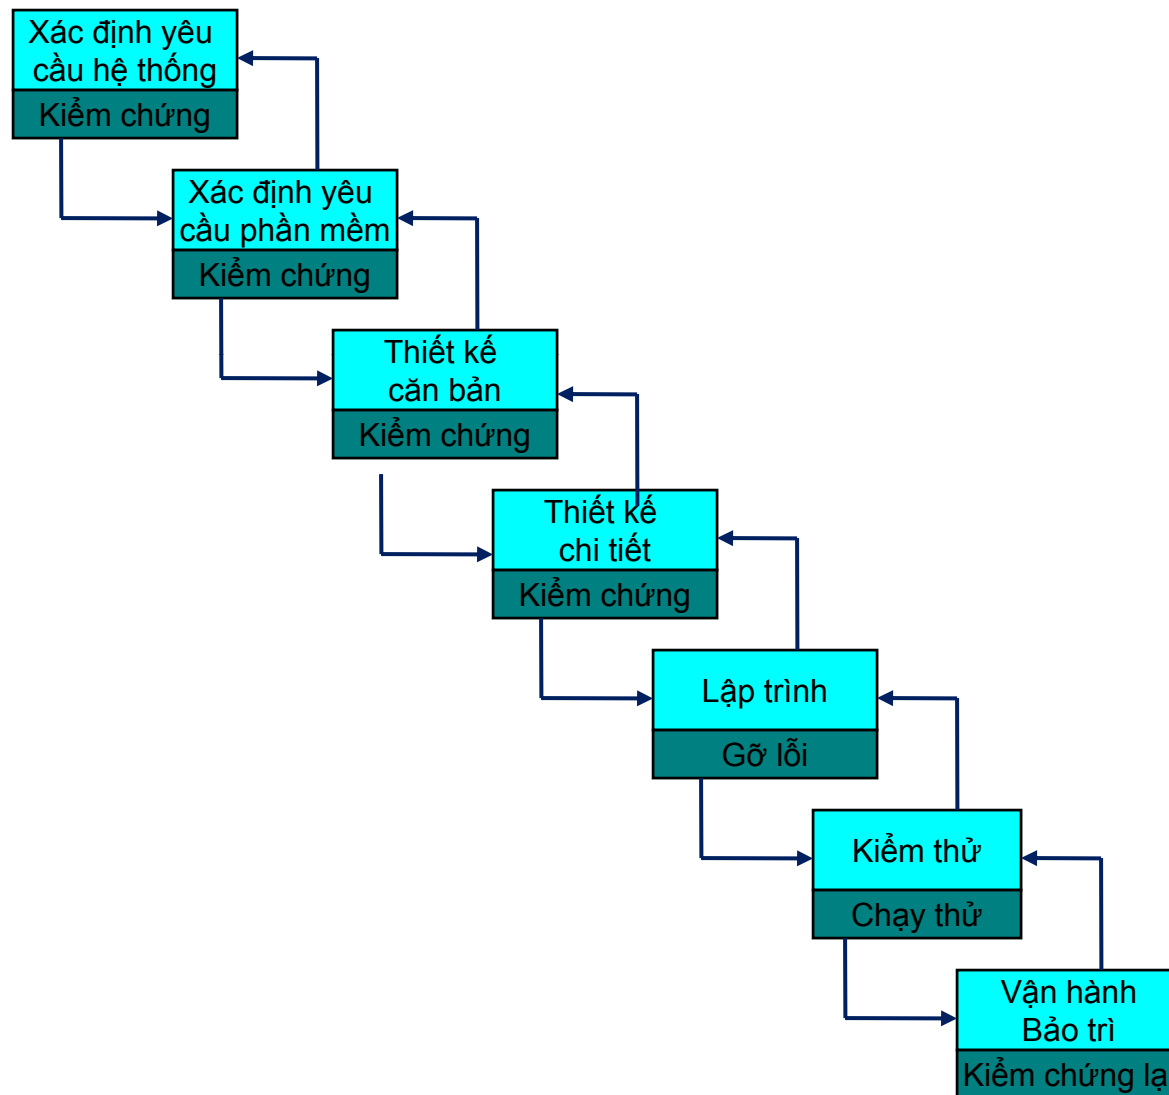 Xác định yêu
cầu hệ thống
Kiểm chứng
Xác định yêu
cầu phần mềm
Kiểm chứng
Thiết kế
căn bản
Kiểm chứng
Thiết kế
chi tiết
Kiểm chứng
Lập trình
Gỡ lỗi
Kiểm thử
Chạy thử
Vận hành
Bảo trì
Kiểm chứng lạ